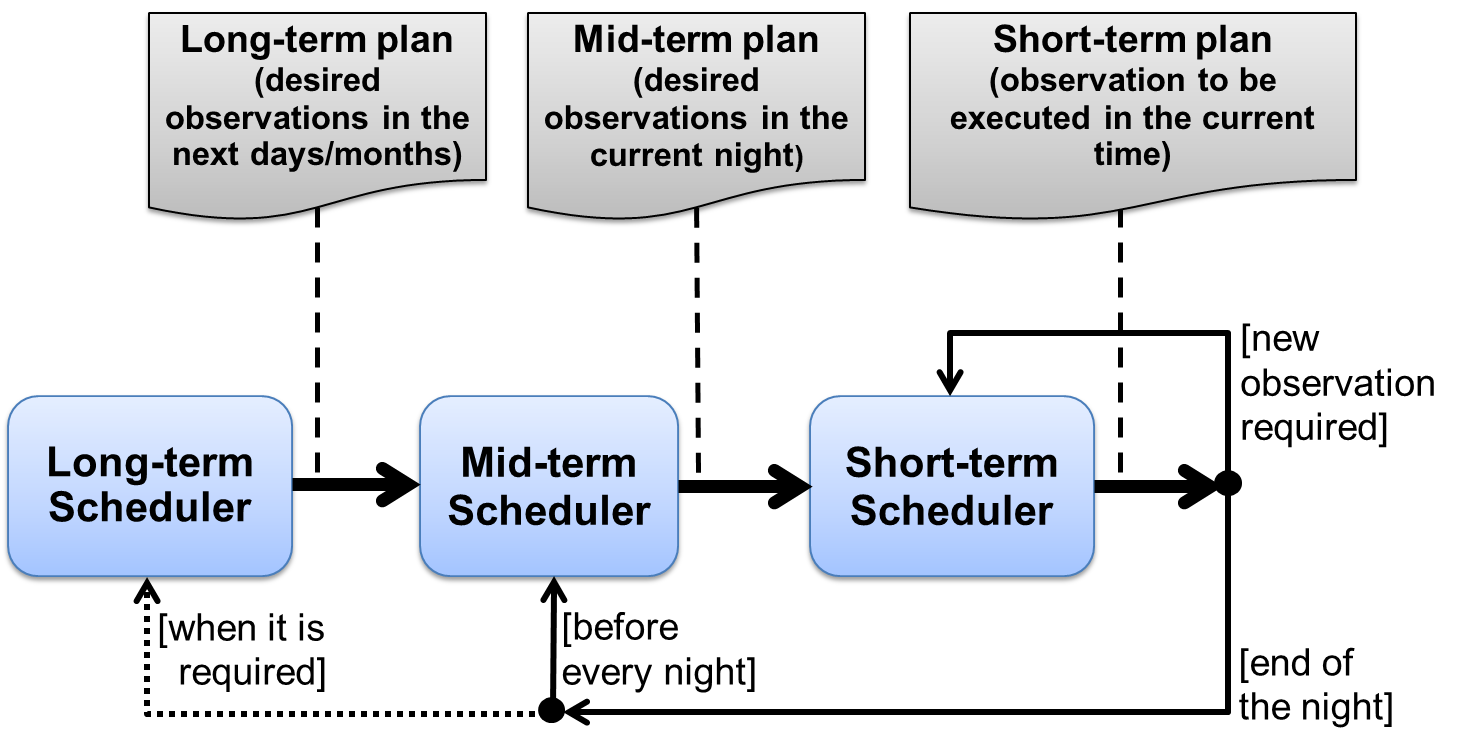 Long-term plan
(desired
observations in the
next days/months)
Mid-term plan
(desired
observations in the
current night)
Short-term plan
(observation to be
executed in the current
time)
[new
observation
required]
Long-term
Scheduler
Mid-term
Scheduler
Short-term
Scheduler
[when it is
required]
[before
every night]
[end of
the night]